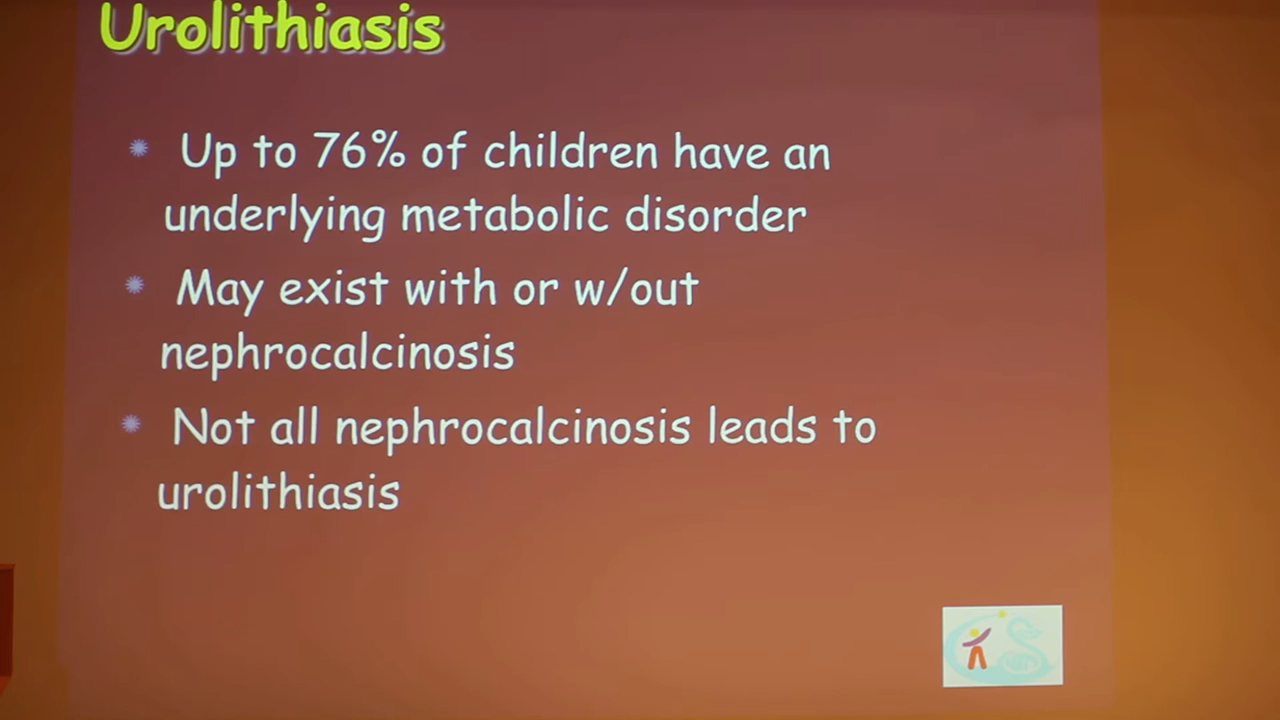 Urolithiasis
Up to 76% of children have an
underlying metabolic disorder
May exist with or w/out
nephrocalcinosis
Not all nephrocalcinosis leads to
urolithiasis